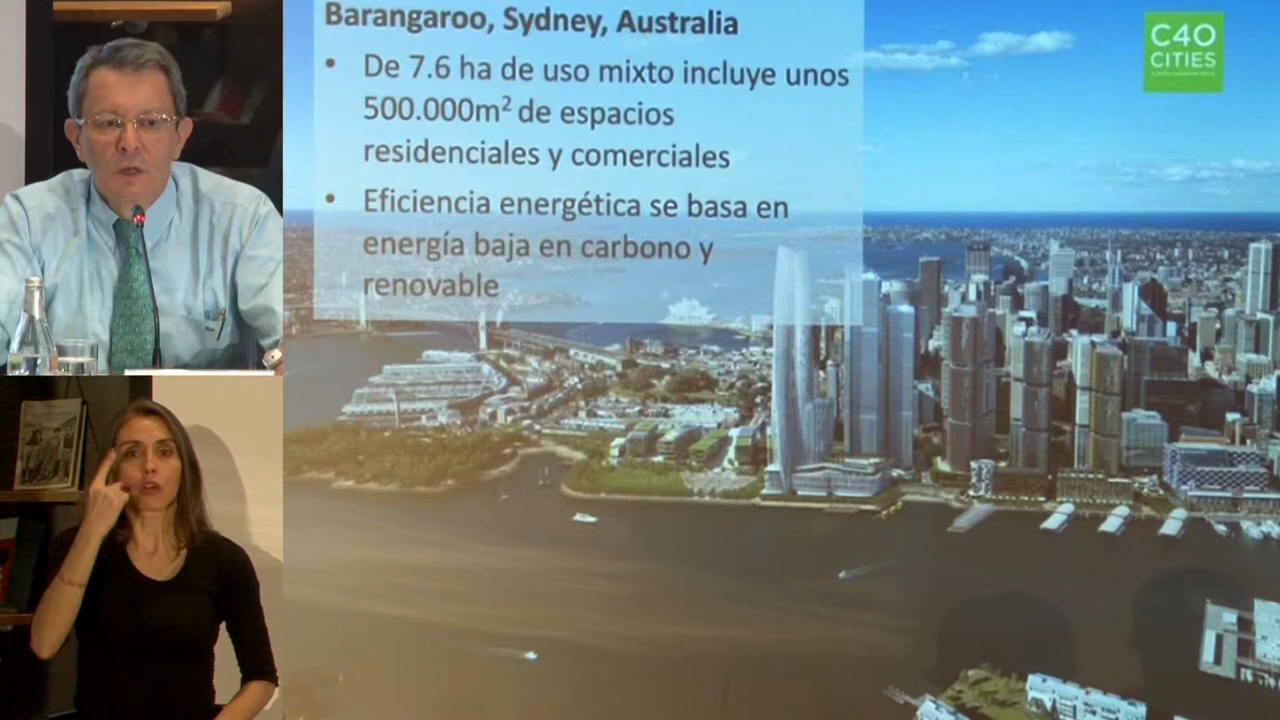 Barangaroo, Sydney, Australia
• De 7.6 ha de uso mixto incluye unos
500.000m² de espacios
residenciales y comerciales
• Eficiencia energética se basa en
energía baja en carbono y
renovable
C40
CITIES